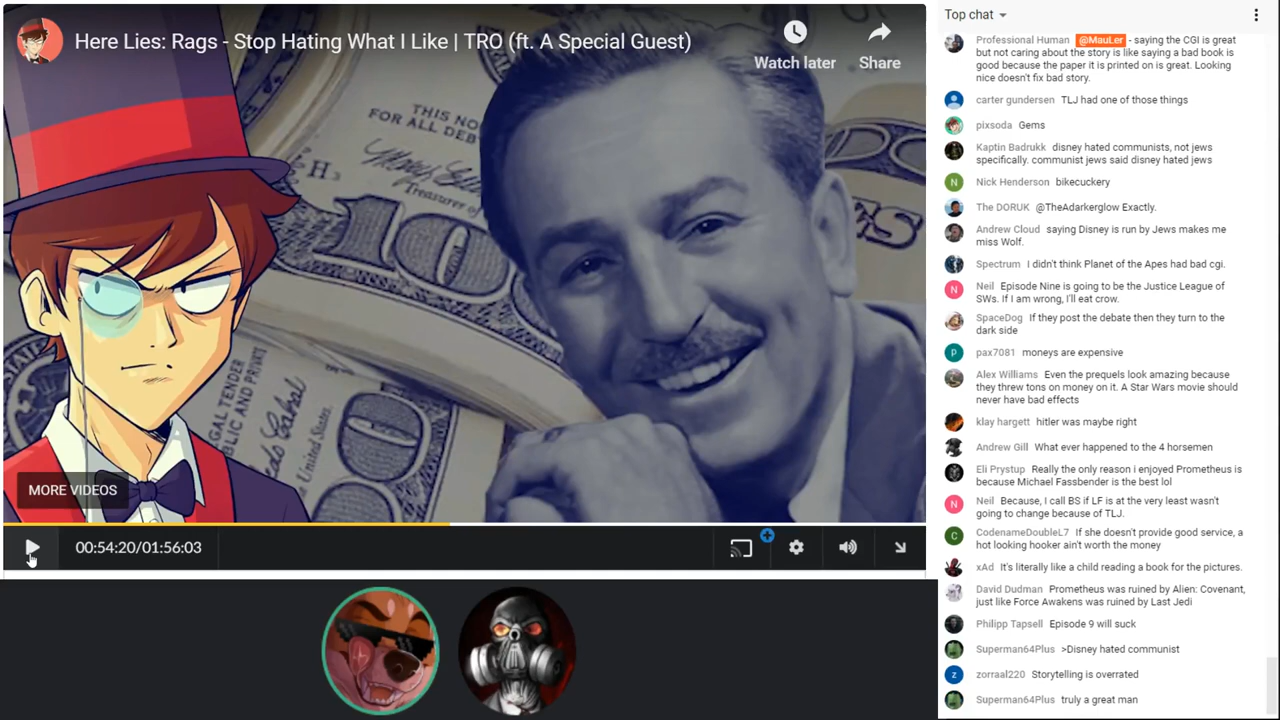 Here Lies: Rags - Stop Hating What I Like | TRO (ft. A Special Guest)
Watch later
Share
THIS NO
FOR ALL DEB
Treasurer of
H
100
GAL TENDER
UBLIC AND PRIV
MORE VIDEOS
00:54:20/01:56:03
Top chat
Professional Human @MauLer - saying the CGI is great
but not caring about the story is like saying a bad book is
good because the paper it is printed on is great. Looking
nice doesn't fix bad story.
carter gundersen TLJ had one of those things
pixsoda Gems
Kaptin Badrukk disney hated communists, not jews
specifically. communist jews said disney hated jews
N
Nick Henderson bikecuckery
The DORUK @TheAdarkerglow Exactly.
Andrew Cloud saying Disney is run by Jews makes me
miss Wolf.
Spectrum I didn't think Planet of the Apes had bad cgi.
N
Neil Episode Nine is going to be the Justice League of
SWs. If I am wrong, I'll eat crow.
SpaceDog If they post the debate then they turn to the
dark side
P
pax7081 moneys are expensive
Alex Williams Even the prequels look amazing because
they threw tons on money on it. A Star Wars movie should
never have bad effects
klay hargett hitler was maybe right
Andrew Gill What ever happened to the 4 horsemen
Eli Prystup Really the only reason i enjoyed Prometheus is
because Michael Fassbender is the best lol
N
Neil Because, I call BS if LF is at the very least wasn't
going to change because of TLJ.
C
CodenameDoubleL7 If she doesn't provide good service, a
hot looking hooker ain't worth the money
xAd It's literally like a child reading a book for the pictures.
David Dudman Prometheus was ruined by Alien: Covenant,
just like Force Awakens was ruined by Last Jedi
Philipp Tapsell Episode 9 will suck
Superman64Plus >Disney hated communist
z
zorraal220 Storytelling is overrated
Superman64Plus truly a great man